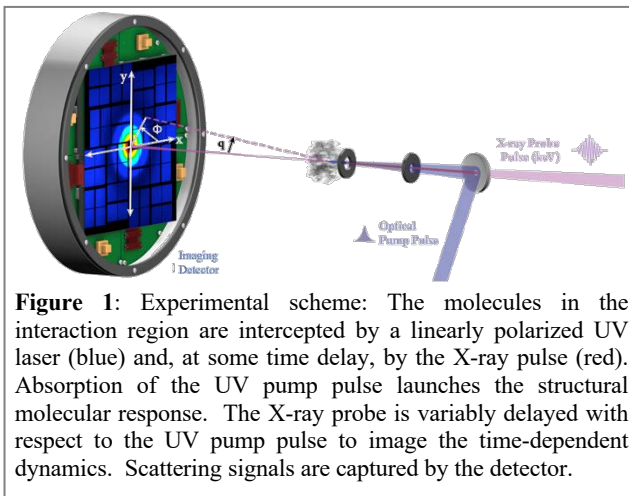 y
Φ
x
q
X-ray Probe
Pulse (keV)
Optical
Pump Pulse
Imaging
Detector
Figure 1: Experimental scheme: The molecules in the
interaction region are intercepted by a linearly polarized UV
laser (blue) and, at some time delay, by the X-ray pulse (red).
Absorption of the UV pump pulse launches the structural
molecular response. The X-ray probe is variably delayed with
respect to the UV pump pulse to image the time-dependent
dynamics. Scattering signals are captured by the detector.